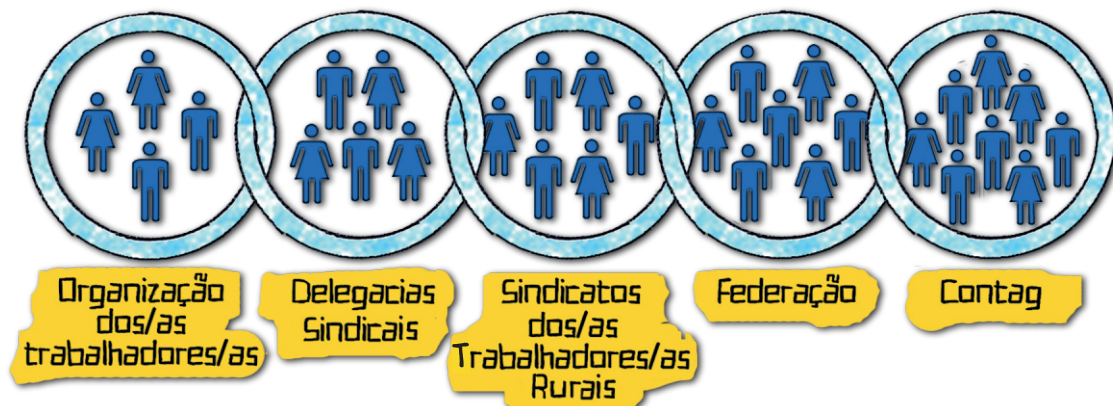 Organização
dos/as
trabalhadores/as
Delegacias
Sindicais
Sindicatos
dos/as
Trabalhadores/as
Rurais
Federação
Contag